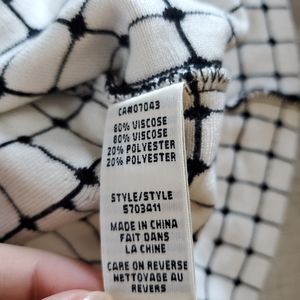 CA#07043
80% VISCOSE
80% VISCOSE
20% POLYESTER
20% POLYESTER
STYLE/STYLE
5703411
MADE IN CHINA
FAIT DANS
LA CHINE
CARE ON REVERSE
NETTOYAGE AU
REVERS